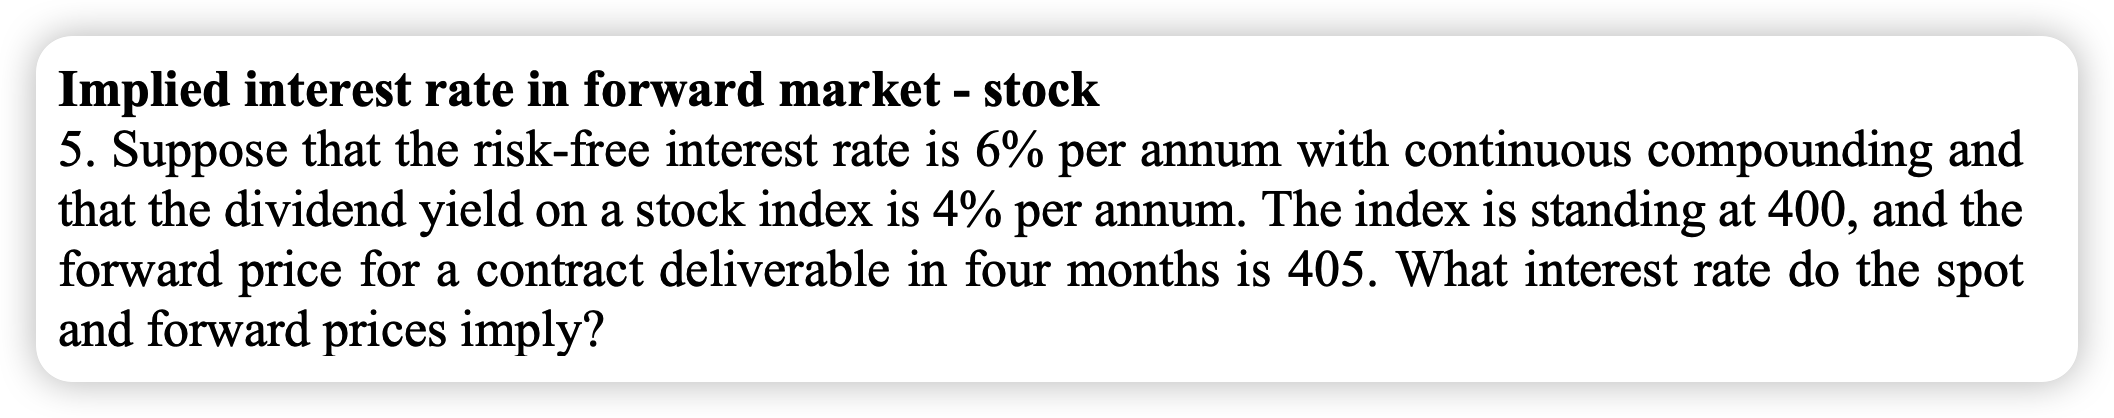 Implied interest rate in forward market - stock
5. Suppose that the risk-free interest rate is 6% per annum with continuous compounding and
that the dividend yield on a stock index is 4% per annum. The index is standing at 400, and the
forward price for a contract deliverable in four months is 405. What interest rate do the spot
and forward prices imply?